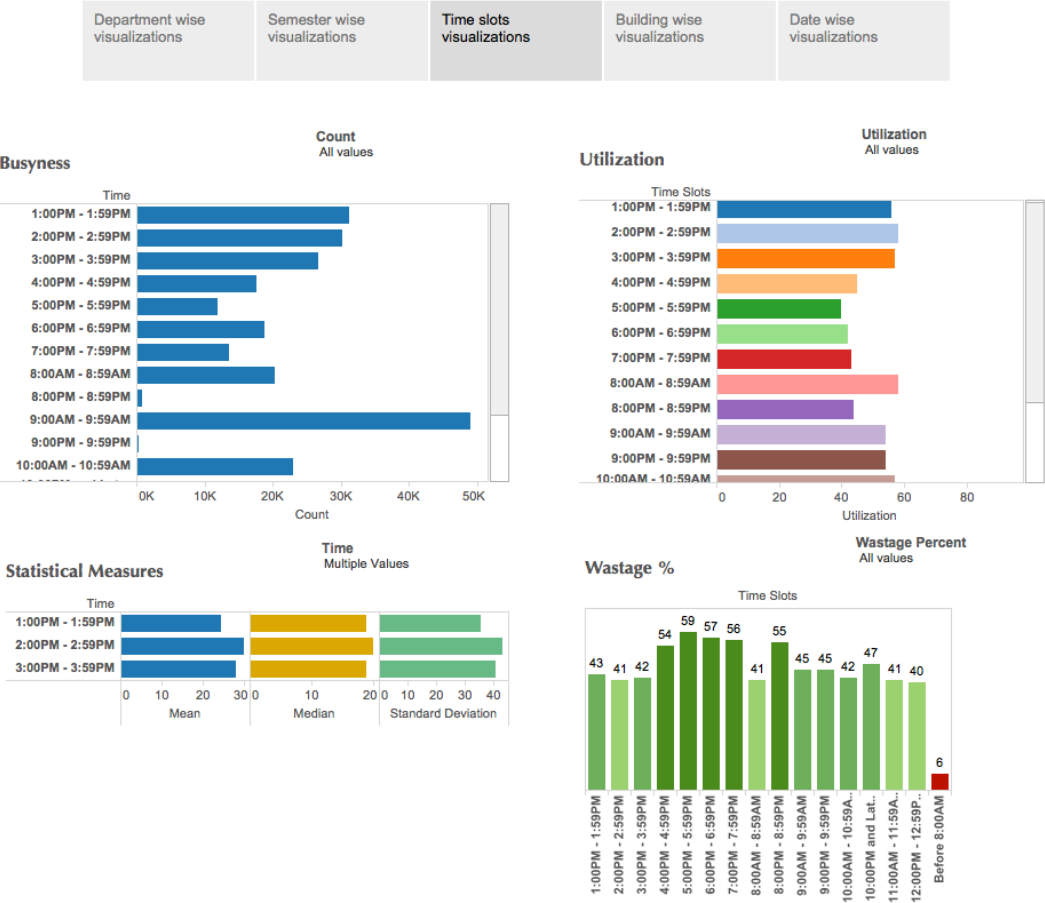 Department wise
visualizations
Semester wise
visualizations
Time slots
visualizations
Building wise
visualizations
Date wise
visualizations
Count
All values
Busyness
Time
1:00PM - 1:59PM
2:00PM - 2:59PM
3:00PM - 3:59PM
4:00PM - 4:59PM
5:00PM - 5:59PM
6:00PM - 6:59PM
7:00PM - 7:59PM
8:00AM - 8:59AM
8:00PM - 8:59PM
9:00AM - 9:59AM
9:00PM - 9:59PM
10:00AM - 10:59AM
0K 10K 20K 30K 40K 50K
Count
Utilization
All values
Utilization
Time Slots
1:00PM - 1:59PM
2:00PM - 2:59PM
3:00PM - 3:59PM
4:00PM - 4:59PM
5:00PM - 5:59PM
6:00PM - 6:59PM
7:00PM - 7:59PM
8:00AM - 8:59AM
8:00PM - 8:59PM
9:00AM - 9:59AM
9:00PM - 9:59PM
10:00AM - 10:59AM
0 20 40 60 80
Utilization
Time
Multiple Values
Statistical Measures
Time
1:00PM - 1:59PM
2:00PM - 2:59PM
3:00PM - 3:59PM
0 10 20 30 0 10 20 0 10 20 30 40
Mean Median Standard Deviation
Wastage Percent
All values
Wastage %
Time Slots
43 41 42 54 59 57 56 41 55 45 45 42 47 41 40 6
1:00PM - 1:59PM
2:00PM - 2:59PM
3:00PM - 3:59PM
4:00PM - 4:59PM
5:00PM - 5:59PM
6:00PM - 6:59PM
7:00PM - 7:59PM
8:00AM - 8:59AM
8:00PM - 8:59PM
9:00AM - 9:59AM
9:00PM - 9:59PM
10:00AM - 10:59A..
10:00PM and Lat..
11:00AM - 11:59A..
12:00PM - 12:59P..
Before 8:00AM